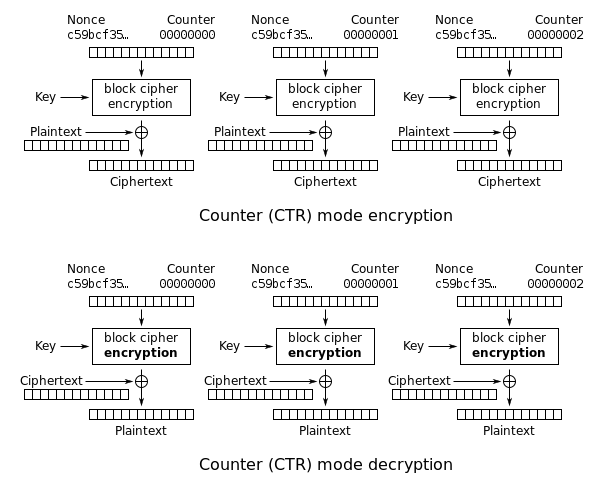 Nonce Counter Nonce Counter Nonce Counter
c59bcf35… 00000000 c59bcf35… 00000001 c59bcf35… 00000002
block cipher block cipher block cipher
Key encryption Key encryption Key encryption
Plaintext Plaintext Plaintext
Ciphertext Ciphertext Ciphertext
Counter (CTR) mode encryption
Nonce Counter Nonce Counter Nonce Counter
c59bcf35… 00000000 c59bcf35… 00000001 c59bcf35… 00000002
block cipher block cipher block cipher
Key encryption Key encryption Key encryption
Ciphertext Ciphertext Ciphertext
Plaintext Plaintext Plaintext
Counter (CTR) mode decryption